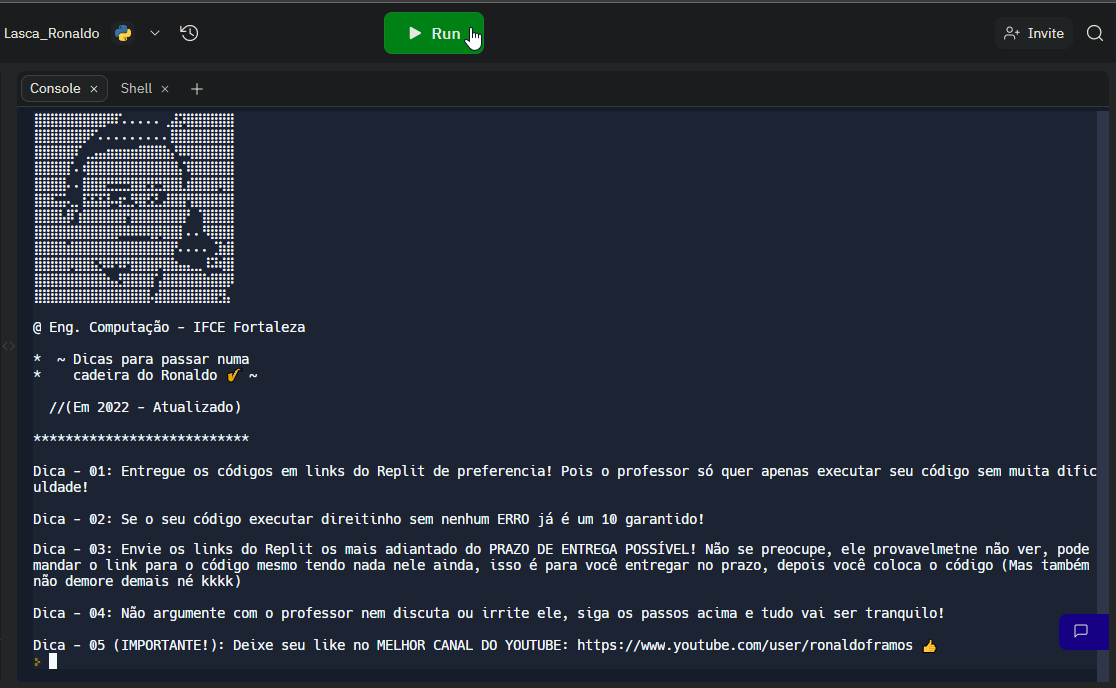 Lasca_Ronaldo
Run
Invite
Console
Shell
@ Eng. Computação - IFCE Fortaleza
*  ~ Dicas para passar numa
*    cadeira do Ronaldo ~
//(Em 2022 - Atualizado)
***************************
Dica - 01: Entregue os códigos em links do Replit de preferencia! Pois o professor só quer apenas executar seu código sem muita dific
uldade!
Dica - 02: Se o seu código executar direitinho sem nenhum ERRO já é um 10 garantido!
Dica - 03: Envie os links do Replit os mais adiantado do PRAZO DE ENTREGA POSSÍVEL! Não se preocupe, ele provavelmetne não ver, pode
mandar o link para o código mesmo tendo nada nele ainda, isso é para você entregar no prazo, depois você coloca o código (Mas também
não demore demais né kkkk)
Dica - 04: Não argumente com o professor nem discuta ou irrite ele, siga os passos acima e tudo vai ser tranquilo!
Dica - 05 (IMPORTANTE!): Deixe seu like no MELHOR CANAL DO YOUTUBE: https://www.youtube.com/user/ronaldoframos 👍